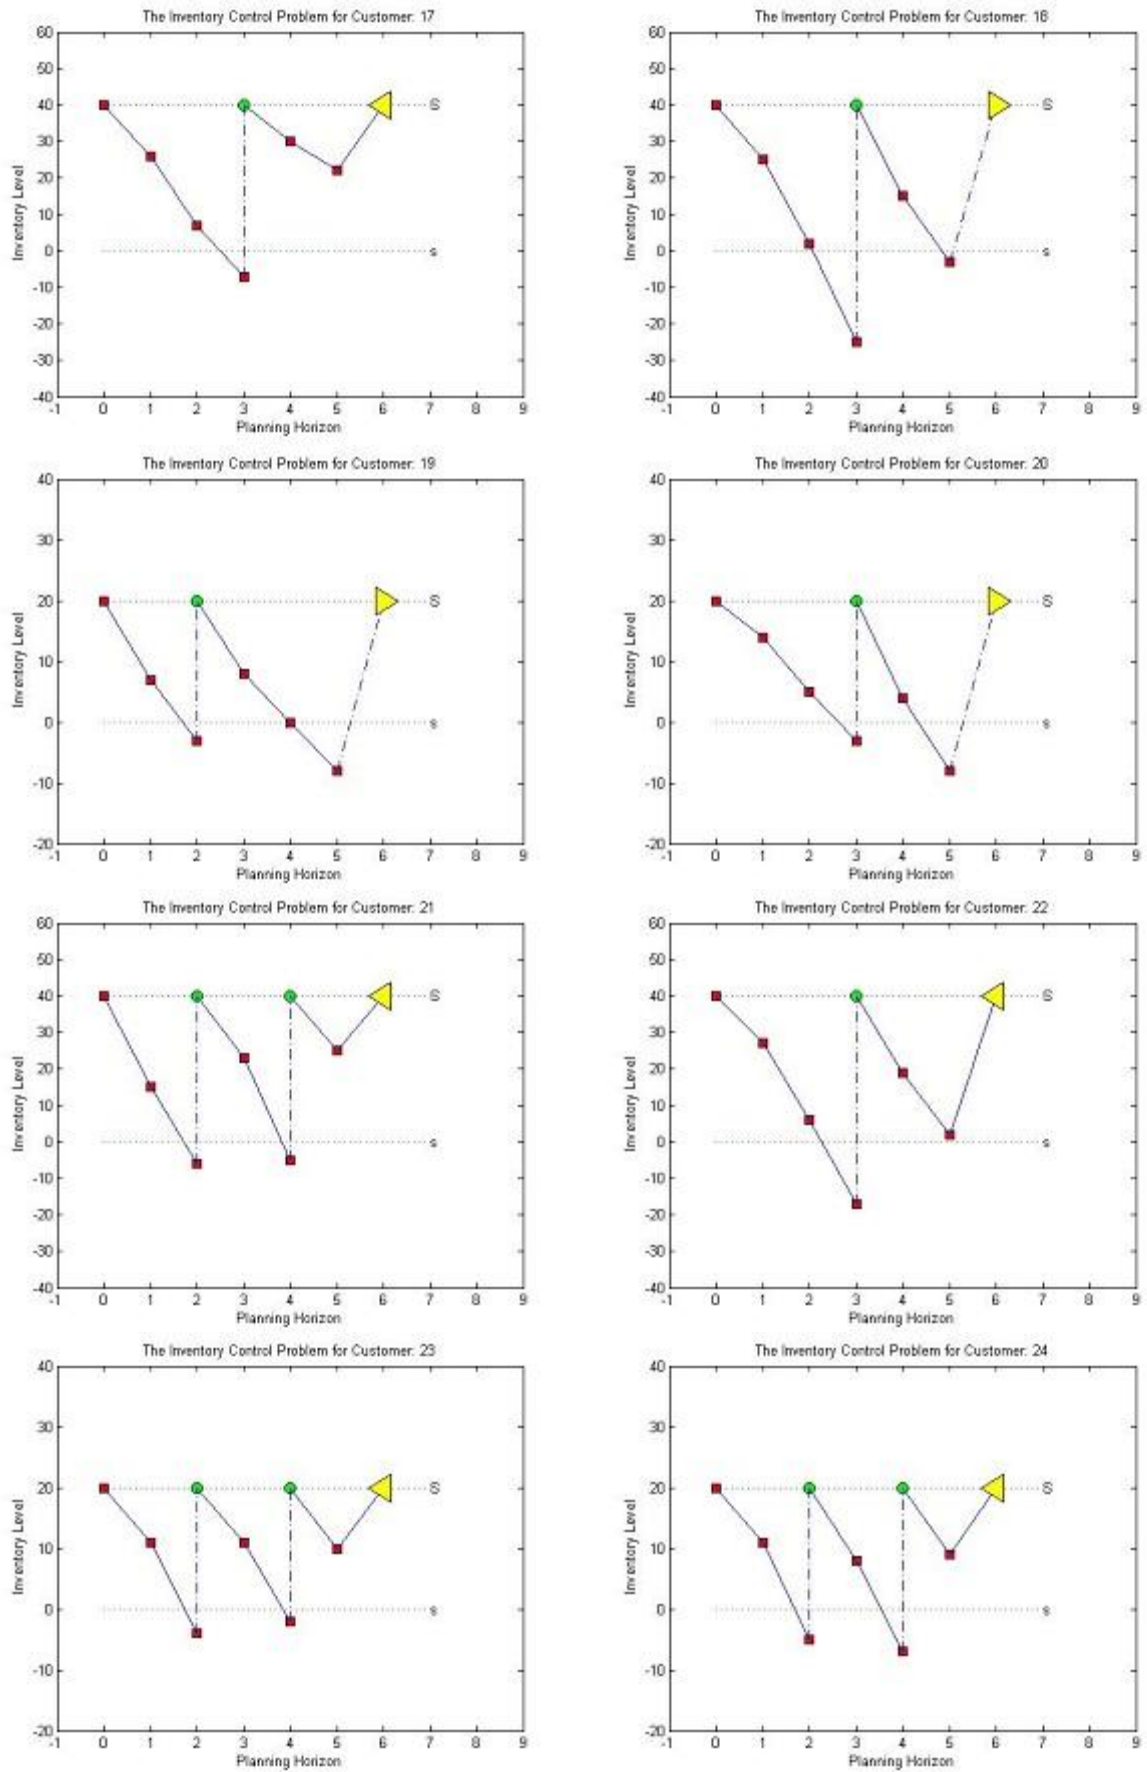 The Inventory Control Problem for Customer: 17
60
50
40
30
20
10
0
-10
-20
-30
-40
Inventory Level
S
s
-1 0 1 2 3 4 5 6 7 8 9
Planning Horizon
The Inventory Control Problem for Customer: 18
60
50
40
30
20
10
0
-10
-20
-30
-40
Inventory Level
S
s
-1 0 1 2 3 4 5 6 7 8 9
Planning Horizon
The Inventory Control Problem for Customer: 19
40
30
20
10
0
-10
-20
Inventory Level
S
s
-1 0 1 2 3 4 5 6 7 8 9
Planning Horizon
The Inventory Control Problem for Customer: 20
40
30
20
10
0
-10
-20
Inventory Level
S
s
-1 0 1 2 3 4 5 6 7 8 9
Planning Horizon
The Inventory Control Problem for Customer: 21
60
50
40
30
20
10
0
-10
-20
-30
-40
Inventory Level
S
s
-1 0 1 2 3 4 5 6 7 8 9
Planning Horizon
The Inventory Control Problem for Customer: 22
60
50
40
30
20
10
0
-10
-20
-30
-40
Inventory Level
S
s
-1 0 1 2 3 4 5 6 7 8 9
Planning Horizon
The Inventory Control Problem for Customer: 23
40
30
20
10
0
-10
-20
Inventory Level
S
s
-1 0 1 2 3 4 5 6 7 8 9
Planning Horizon
The Inventory Control Problem for Customer: 24
40
30
20
10
0
-10
-20
Inventory Level
S
s
-1 0 1 2 3 4 5 6 7 8 9
Planning Horizon